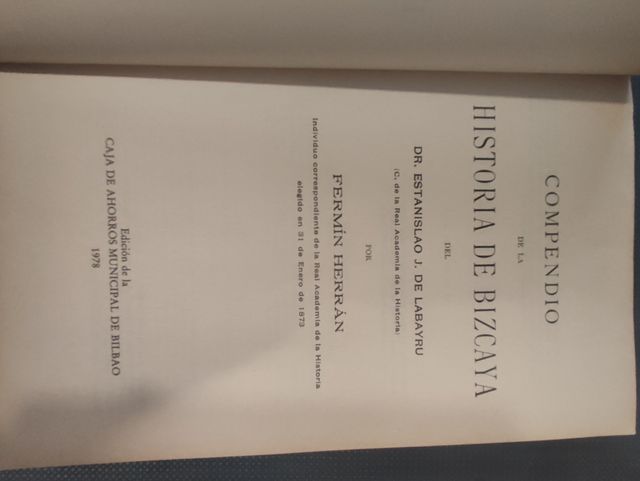 COMPENDIO
DE LA
HISTORIA DE BIZCAYA
DEL
DR. ESTANISLAO J. DE LABAYRU
(C. de la Real Academia de la Historia)
POR
FERMÍN HERRÁN
Individuo correspondiente de la Real Academia de la Historia
elegido en 31 de Enero de 1873
Edición de la
CAJA DE AHORROS MUNICIPAL DE BILBAO
1978